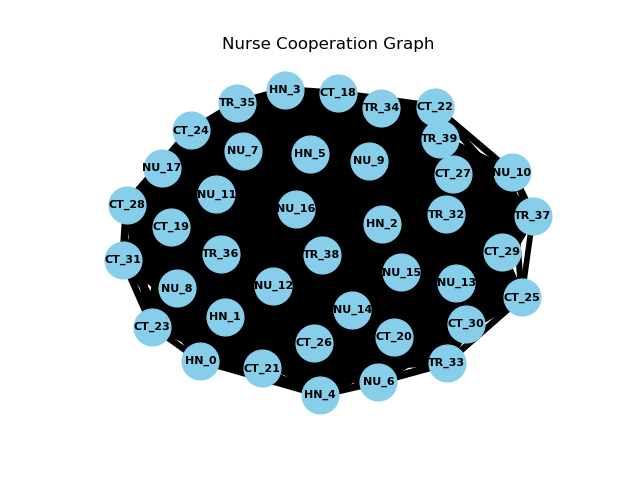 Nurse Cooperation Graph
HN_3
CT_18
TR_35
TR_34
CT_22
CT_24
TR_39
NU_7
HN_5
NU_9
NU_17
CT_27
NU_10
NU_11
CT_28
NU_16
TR_32
TR_37
CT_19
HN_2
TR_36
TR_38
CT_29
CT_31
NU_15
NU_8
NU_12
NU_13
CT_25
NU_14
HN_1
CT_23
CT_30
CT_20
CT_26
HN_0
TR_33
CT_21
NU_6
HN_4